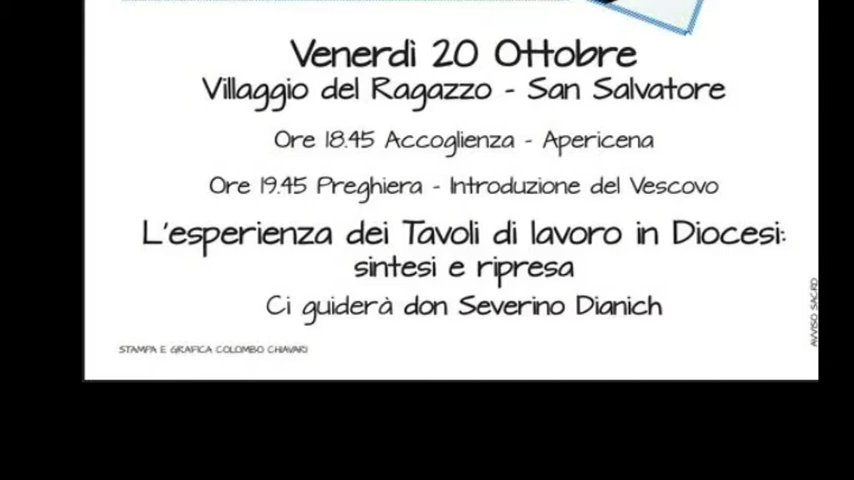 Venerdì 20 Ottobre
Villaggio del Ragazzo - San Salvatore
Ore 18.45 Accoglienza - Apericena
Ore 19.45 Preghiera - Introduzione del Vescovo
L'esperienza dei Tavoli di lavoro in Diocesi:
sintesi e ripresa
Ci guiderà don Severino Dianich
STAMPA E GRAFICA COLOMBO CHIAVARI
AVVISO SACRO